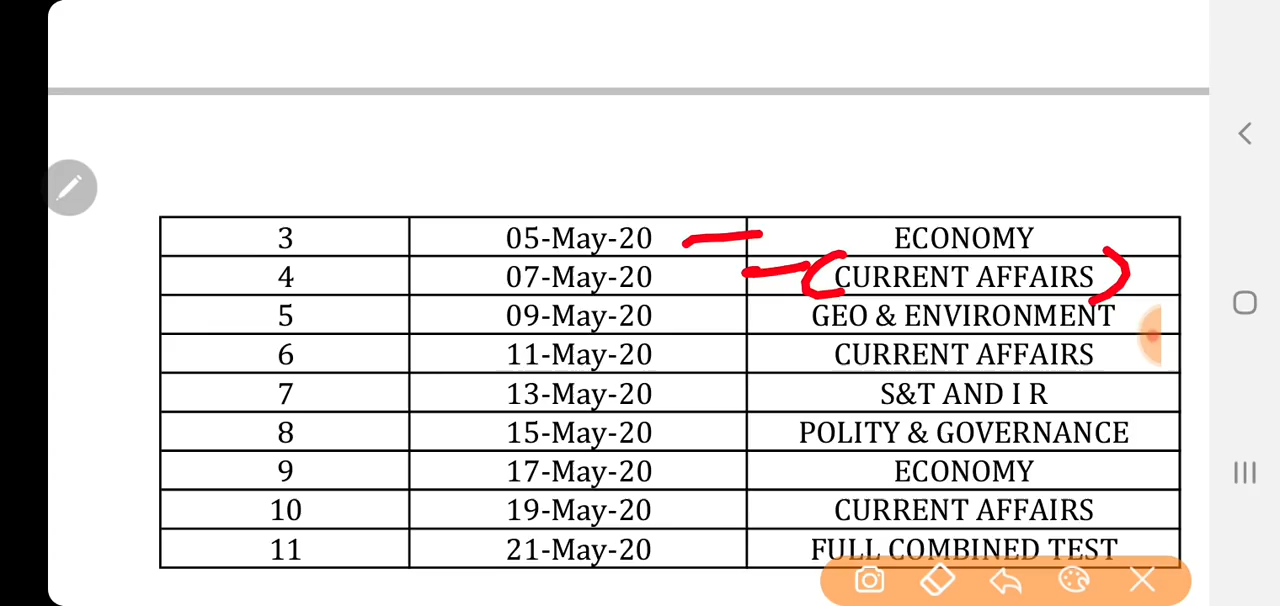 3 05-May-20 ECONOMY
4 07-May-20 CURRENT AFFAIRS
5 09-May-20 GEO & ENVIRONMENT
6 11-May-20 CURRENT AFFAIRS
7 13-May-20 S&T AND I R
8 15-May-20 POLITY & GOVERNANCE
9 17-May-20 ECONOMY
10 19-May-20 CURRENT AFFAIRS
11 21-May-20 FULL COMBINED TEST